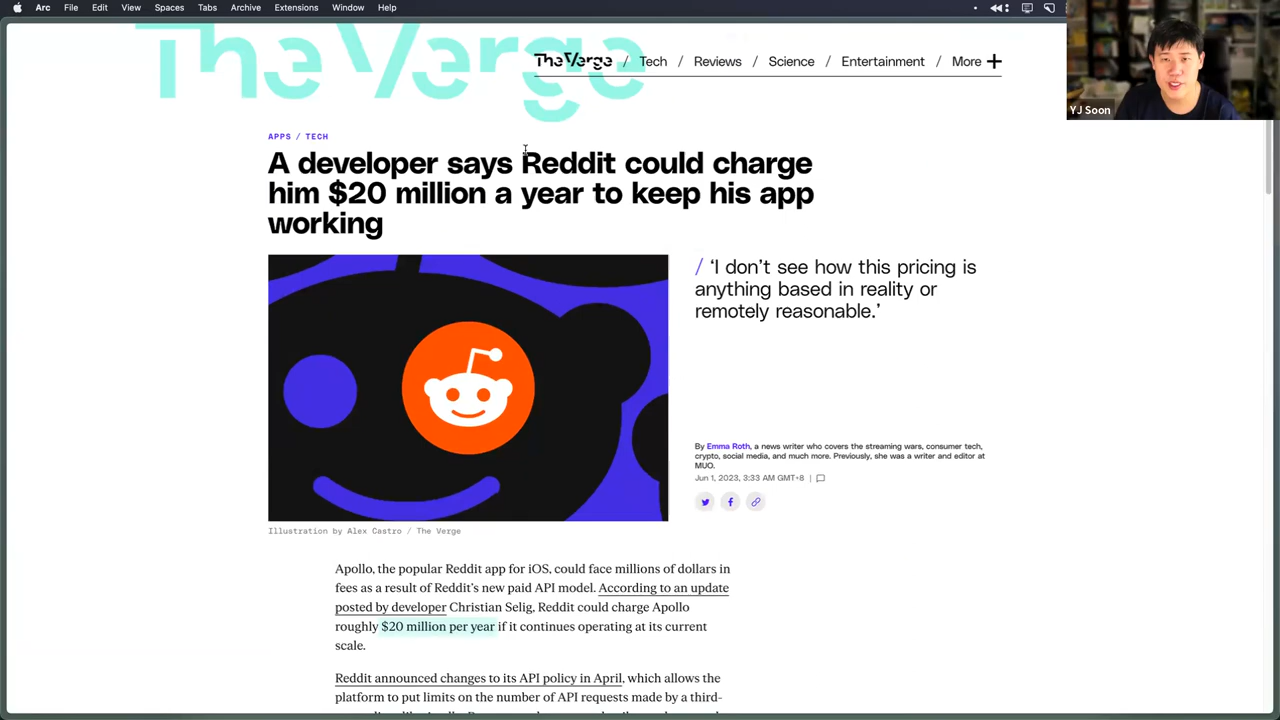 Arc File Edit View Spaces Tabs Archive Extensions Window Help
The Verge
The Verge / Tech / Reviews / Science / Entertainment / More +
YJ Soon
APPS / TECH
A developer says Reddit could charge
him $20 million a year to keep his app
working
/ ‘I don’t see how this pricing is
anything based in reality or
remotely reasonable.’
By Emma Roth, a news writer who covers the streaming wars, consumer tech,
crypto, social media, and much more. Previously, she was a writer and editor at
MUO.
Jun 1, 2023, 3:33 AM GMT+8 |
Illustration by Alex Castro / The Verge
Apollo, the popular Reddit app for iOS, could face millions of dollars in
fees as a result of Reddit’s new paid API model. According to an update
posted by developer Christian Selig, Reddit could charge Apollo
roughly $20 million per year if it continues operating at its current
scale.
Reddit announced changes to its API policy in April, which allows the
platform to put limits on the number of API requests made by a third-